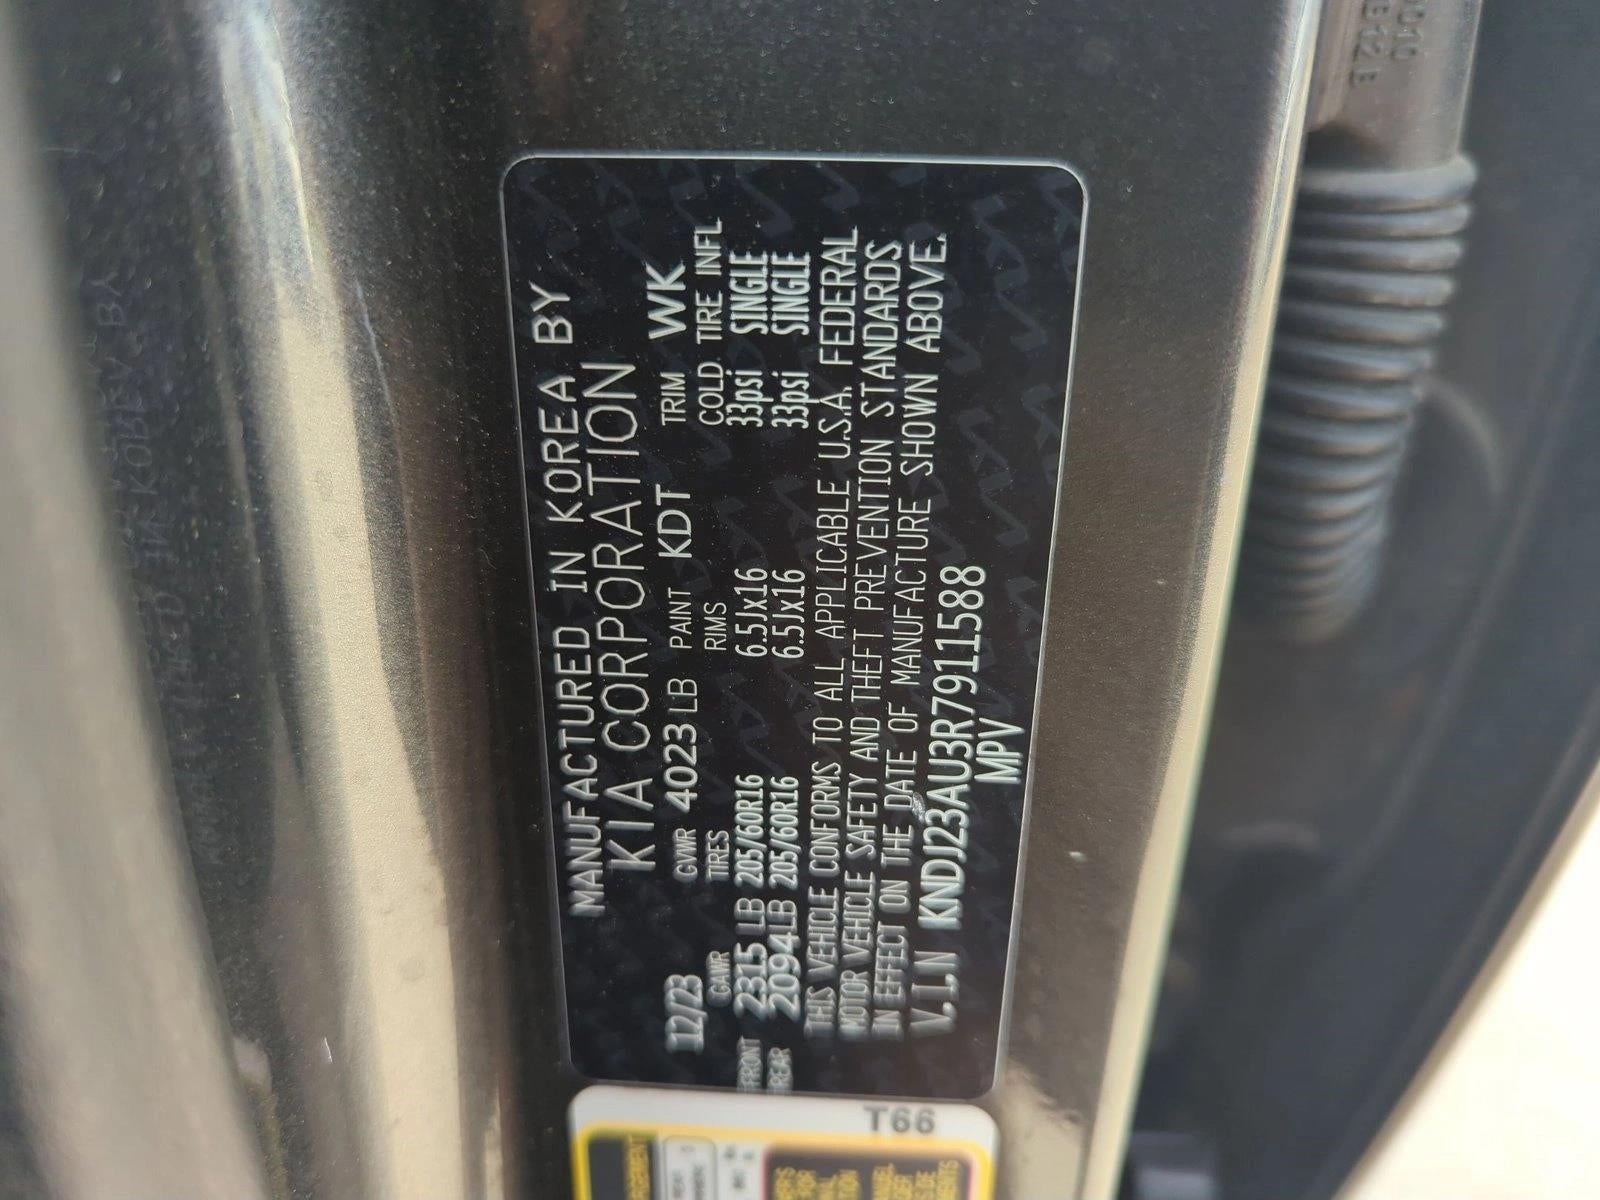 MANUFACTURED IN KOREA BY
KIA CORPORATION
12/23 GVWR 4023 LB PAINT KDT TRIM WK
GAWR TIRES RIMS COLD TIRE INFL
FRONT 2315 LB 205/60R16 6.5Jx16 33psi SINGLE
REAR 2094 LB 205/60R16 6.5Jx16 33psi SINGLE
THIS VEHICLE CONFORMS TO ALL APPLICABLE U.S.A. FEDERAL
MOTOR VEHICLE SAFETY AND THEFT PREVENTION STANDARDS
IN EFFECT ON THE DATE OF MANUFACTURE SHOWN ABOVE.
V.I.N KNDJ23AU3R7911588
MPV
T66